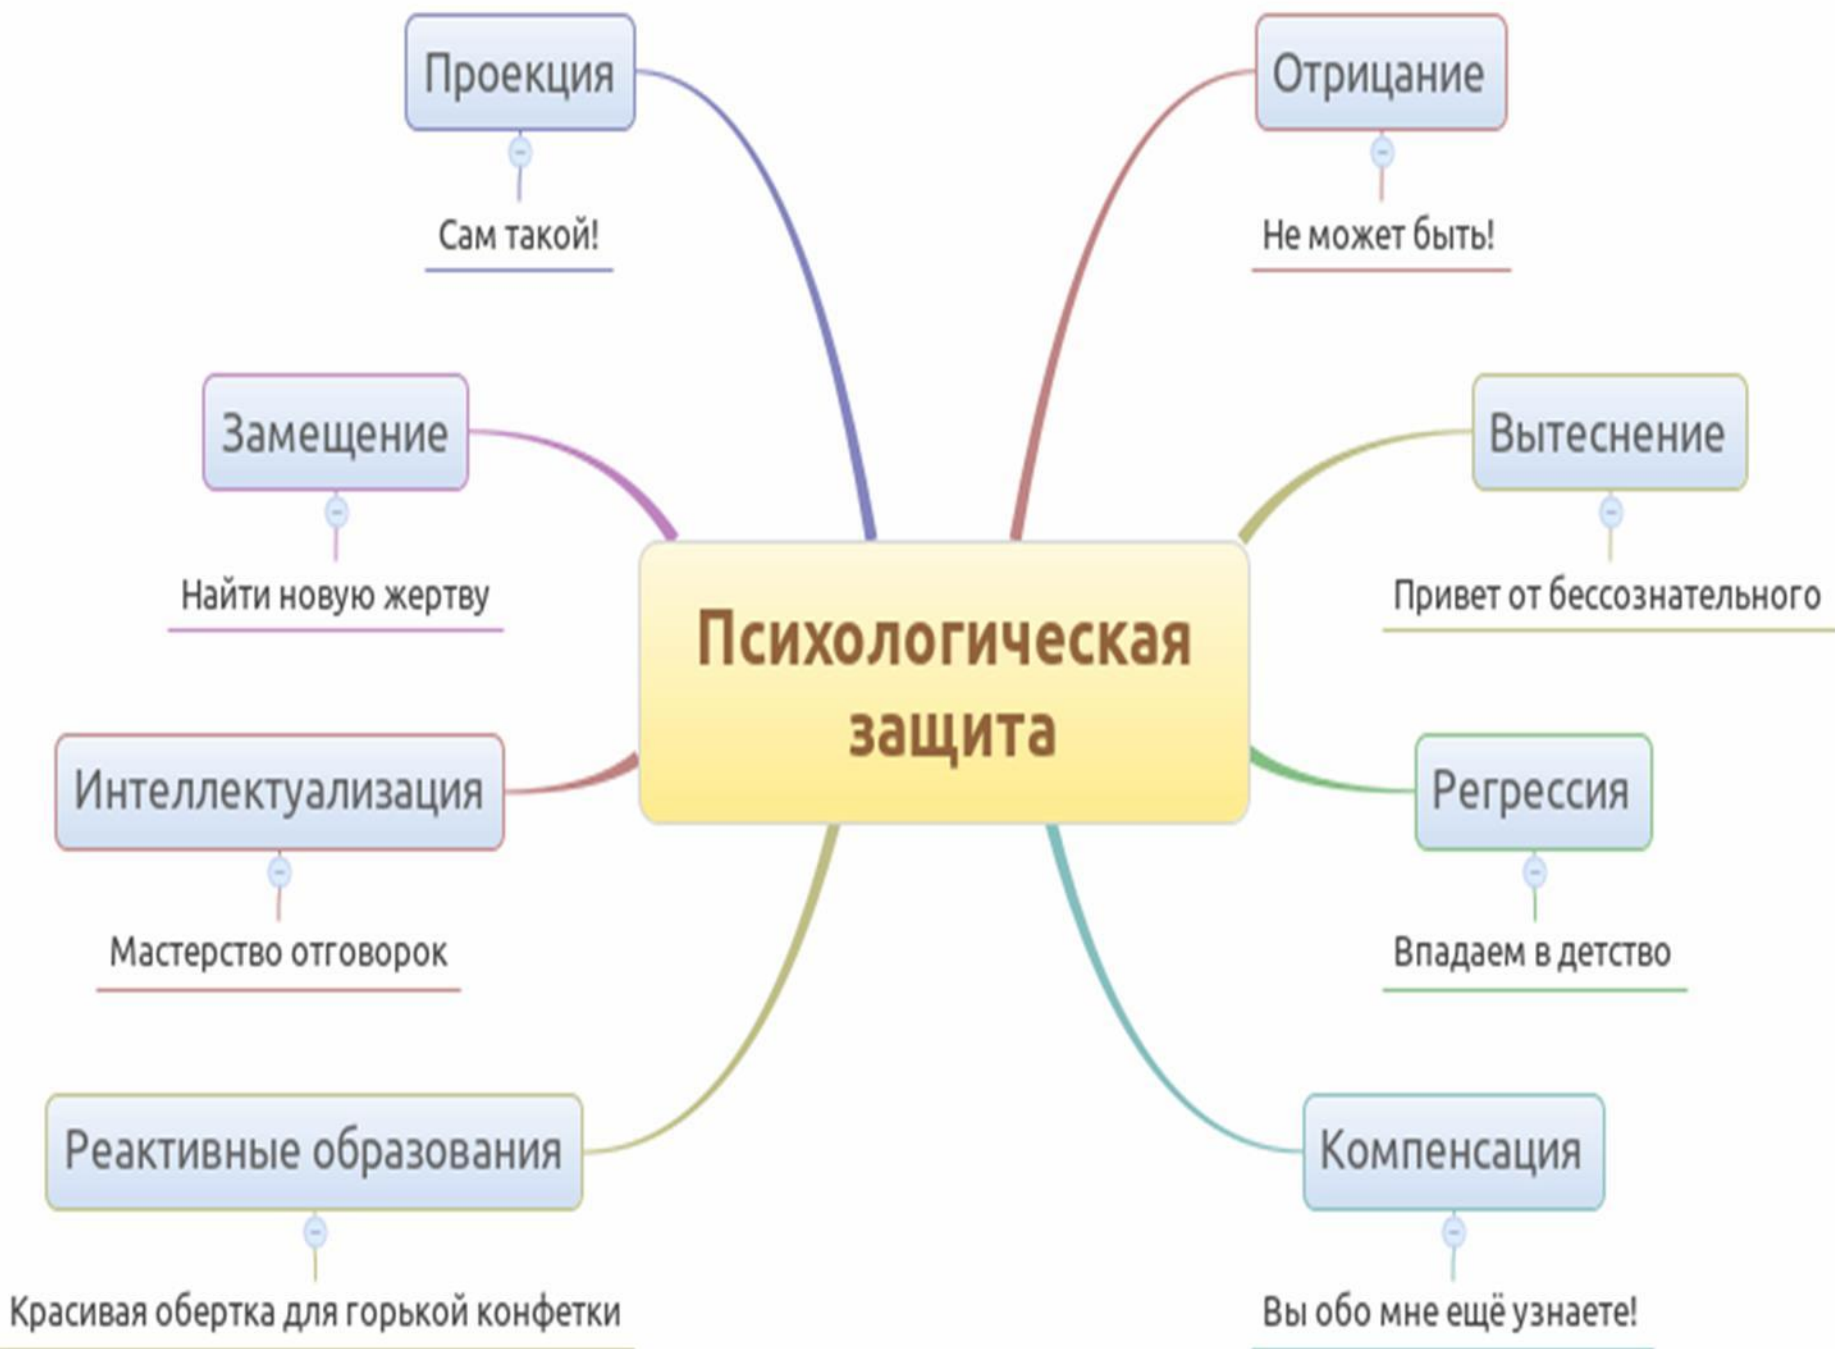 Проекция
Сам такой!
Отрицание
Не может быть!
Замещение
Найти новую жертву
Вытеснение
Привет от бессознательного
Психологическая
защита
Интеллектуализация
Мастерство отговорок
Регрессия
Впадаем в детство
Реактивные образования
Красивая обертка для горькой конфетки
Компенсация
Вы обо мне ещё узнаете!